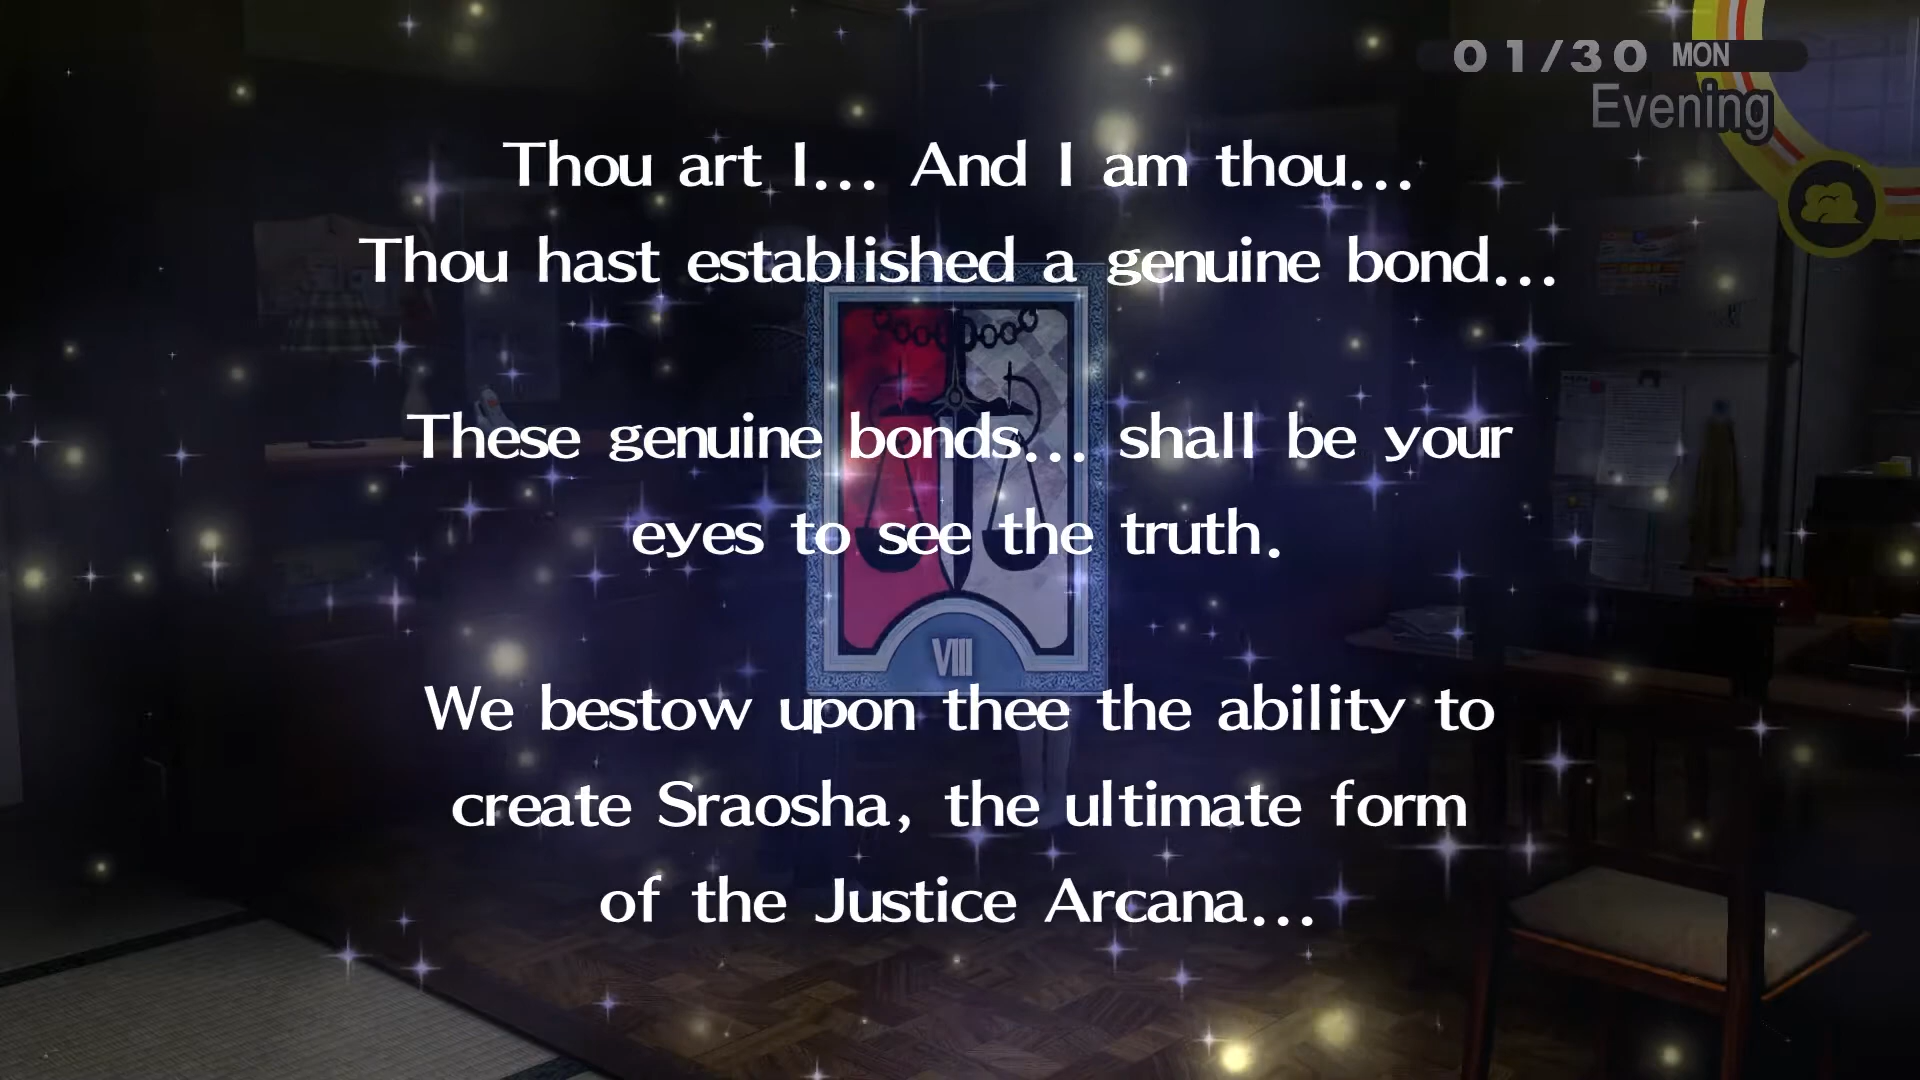 01/30 MON
Evening
Thou art I... And I am thou...
Thou hast established a genuine bond...
These genuine bonds... shall be your
eyes to see the truth.
VIII
We bestow upon thee the ability to
create Sraosha, the ultimate form
of the Justice Arcana...